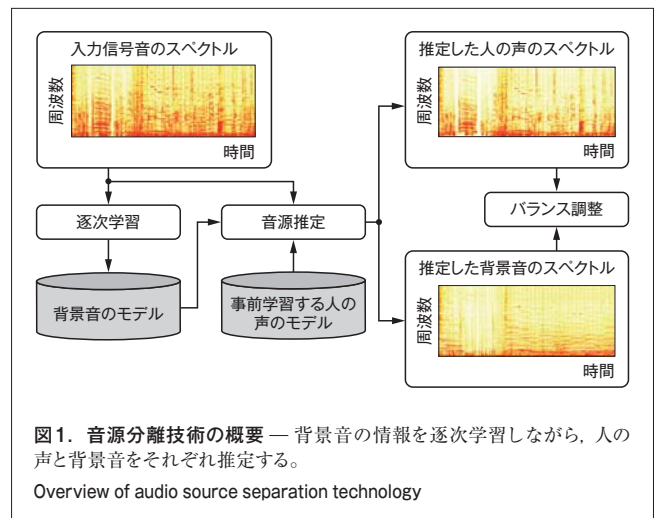 入力信号音のスペクトル
周波数
時間
推定した人の声のスペクトル
周波数
時間
逐次学習
音源推定
バランス調整
背景音のモデル
事前学習する人の
声のモデル
推定した背景音のスペクトル
周波数
時間
図1. 音源分離技術の概要 — 背景音の情報を逐次学習しながら，人の
声と背景音をそれぞれ推定する。
Overview of audio source separation technology